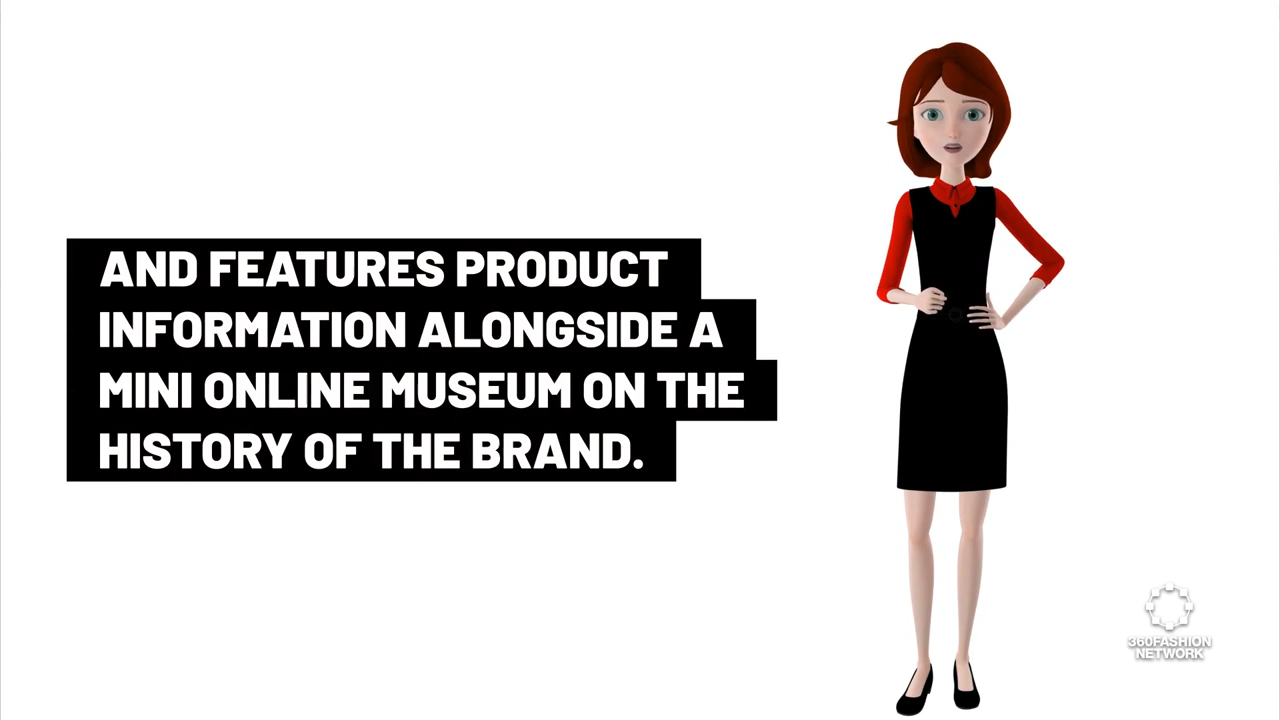 AND FEATURES PRODUCT
INFORMATION ALONGSIDE A
MINI ONLINE MUSEUM ON THE
HISTORY OF THE BRAND.
360FASHION
NETWORK